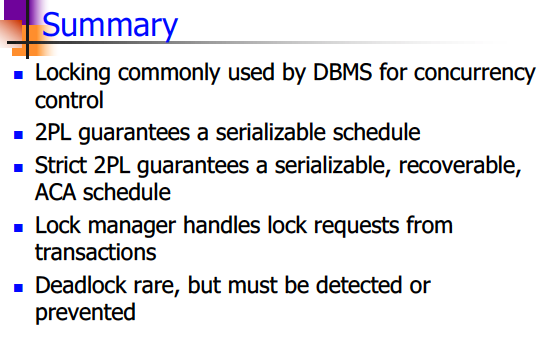 Summary
Locking commonly used by DBMS for concurrency
control
2PL guarantees a serializable schedule
Strict 2PL guarantees a serializable, recoverable,
ACA schedule
Lock manager handles lock requests from
transactions
Deadlock rare, but must be detected or
prevented